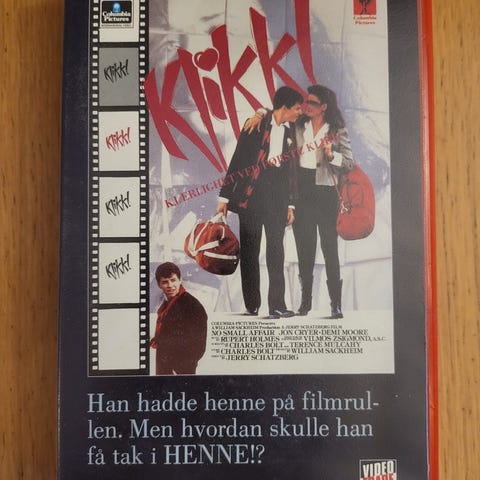 Columbia
Pictures
INTERNATIONAL VIDEO
Columbia
Pictures
Klikk!
Klikk!
Klikk!
Klikk!
Klikk!
KJÆRLIGHET VED FØRSTE KLIKK
COLUMBIA PICTURES Presents
A WILLIAM SACKHEIM Production A JERRY SCHATZBERG FILM
NO SMALL AFFAIR JON CRYER · DEMI MOORE
RUPERT HOLMES VILMOS ZSIGMOND, A.S.C.
CHARLES BOLT TERENCE MULCAHY
CHARLES BOLT WILLIAM SACKHEIM
JERRY SCHATZBERG
Han hadde henne på filmrul-
len. Men hvordan skulle han
få tak i HENNE!?
VIDEO
TRADE